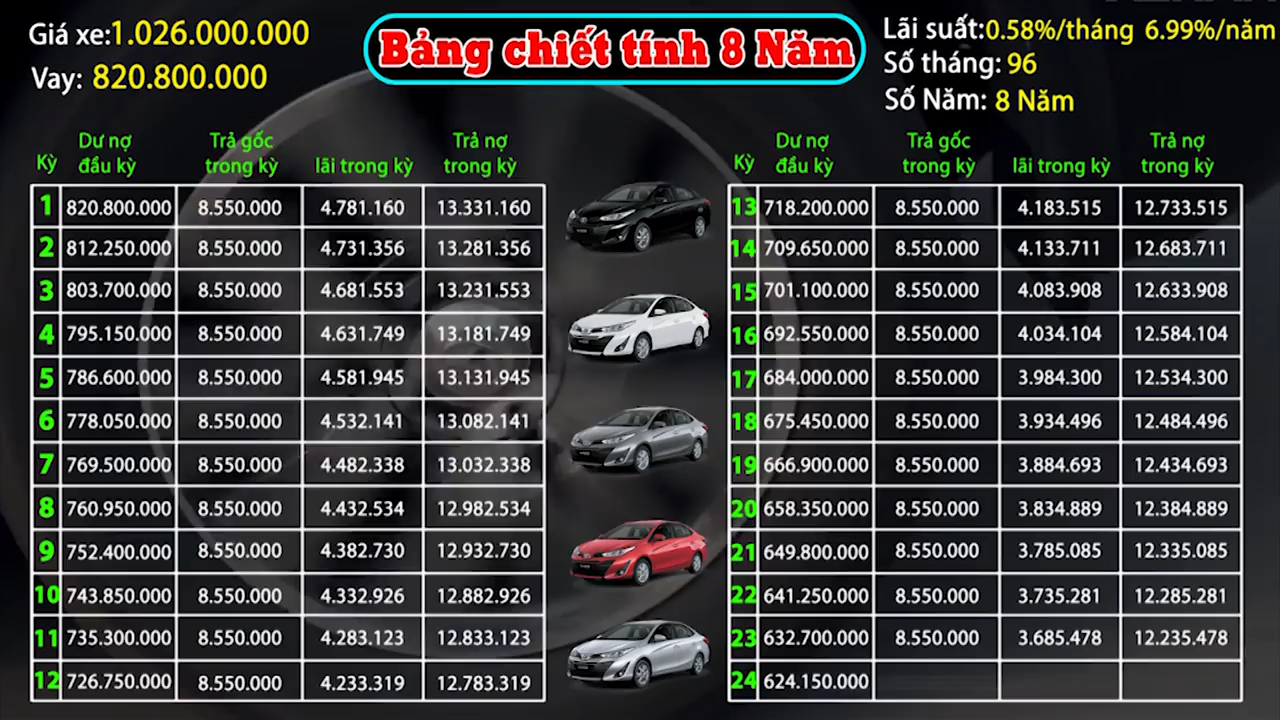 Giá xe:1.026.000.000
Vay: 820.800.000
Bảng chiết tính 8 Năm
Lãi suất:0.58%/tháng 6.99%/năm
Số tháng: 96
Số Năm: 8 Năm
Kỳ Dư nợ đầu kỳ Trả gốc trong kỳ lãi trong kỳ Trả nợ trong kỳ
1 820.800.000 8.550.000 4.781.160 13.331.160
2 812.250.000 8.550.000 4.731.356 13.281.356
3 803.700.000 8.550.000 4.681.553 13.231.553
4 795.150.000 8.550.000 4.631.749 13.181.749
5 786.600.000 8.550.000 4.581.945 13.131.945
6 778.050.000 8.550.000 4.532.141 13.082.141
7 769.500.000 8.550.000 4.482.338 13.032.338
8 760.950.000 8.550.000 4.432.534 12.982.534
9 752.400.000 8.550.000 4.382.730 12.932.730
10 743.850.000 8.550.000 4.332.926 12.882.926
11 735.300.000 8.550.000 4.283.123 12.833.123
12 726.750.000 8.550.000 4.233.319 12.783.319
Kỳ Dư nợ đầu kỳ Trả gốc trong kỳ lãi trong kỳ Trả nợ trong kỳ
13 718.200.000 8.550.000 4.183.515 12.733.515
14 709.650.000 8.550.000 4.133.711 12.683.711
15 701.100.000 8.550.000 4.083.908 12.633.908
16 692.550.000 8.550.000 4.034.104 12.584.104
17 684.000.000 8.550.000 3.984.300 12.534.300
18 675.450.000 8.550.000 3.934.496 12.484.496
19 666.900.000 8.550.000 3.884.693 12.434.693
20 658.350.000 8.550.000 3.834.889 12.384.889
21 649.800.000 8.550.000 3.785.085 12.335.085
22 641.250.000 8.550.000 3.735.281 12.285.281
23 632.700.000 8.550.000 3.685.478 12.235.478
24 624.150.000